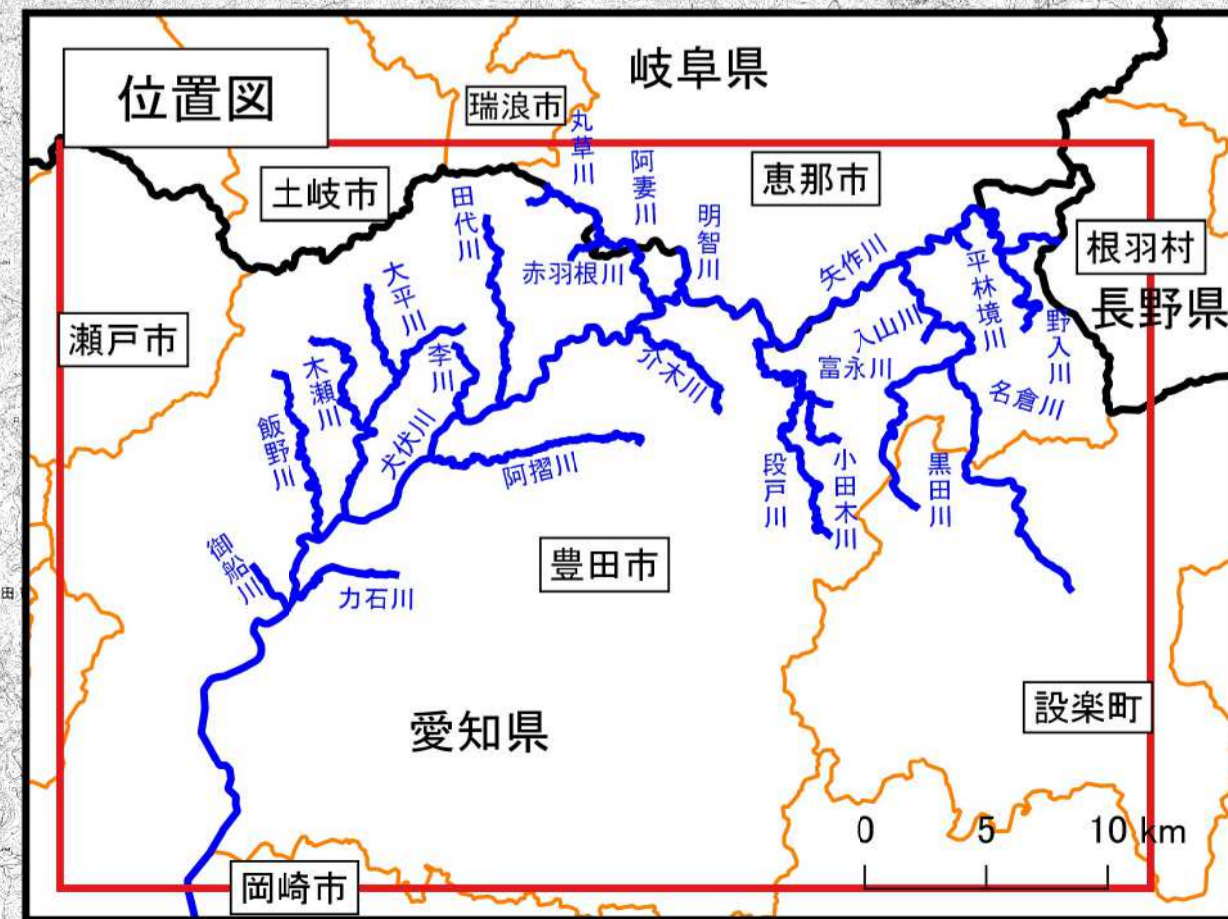 位置図
岐阜県
瑞浪市
丸草川
阿妻川
恵那市
土岐市
田代川
明智川
矢作川
平林境川
根羽村
赤羽根川
長野県
大平川
瀬戸市
木瀬川
李川
介木川
入山川
富永川
野入川
名倉川
飯野川
犬伏川
阿摺川
段戸川
小田木川
黒田川
御船川
力石川
豊田市
設楽町
愛知県
0 5 10 km
岡崎市
田